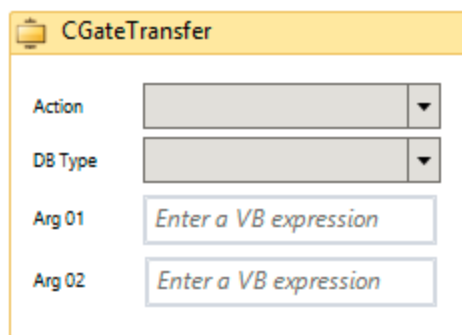 CGateTransfer
Action
DB Type
Arg 01 Enter a VB expression
Arg 02 Enter a VB expression